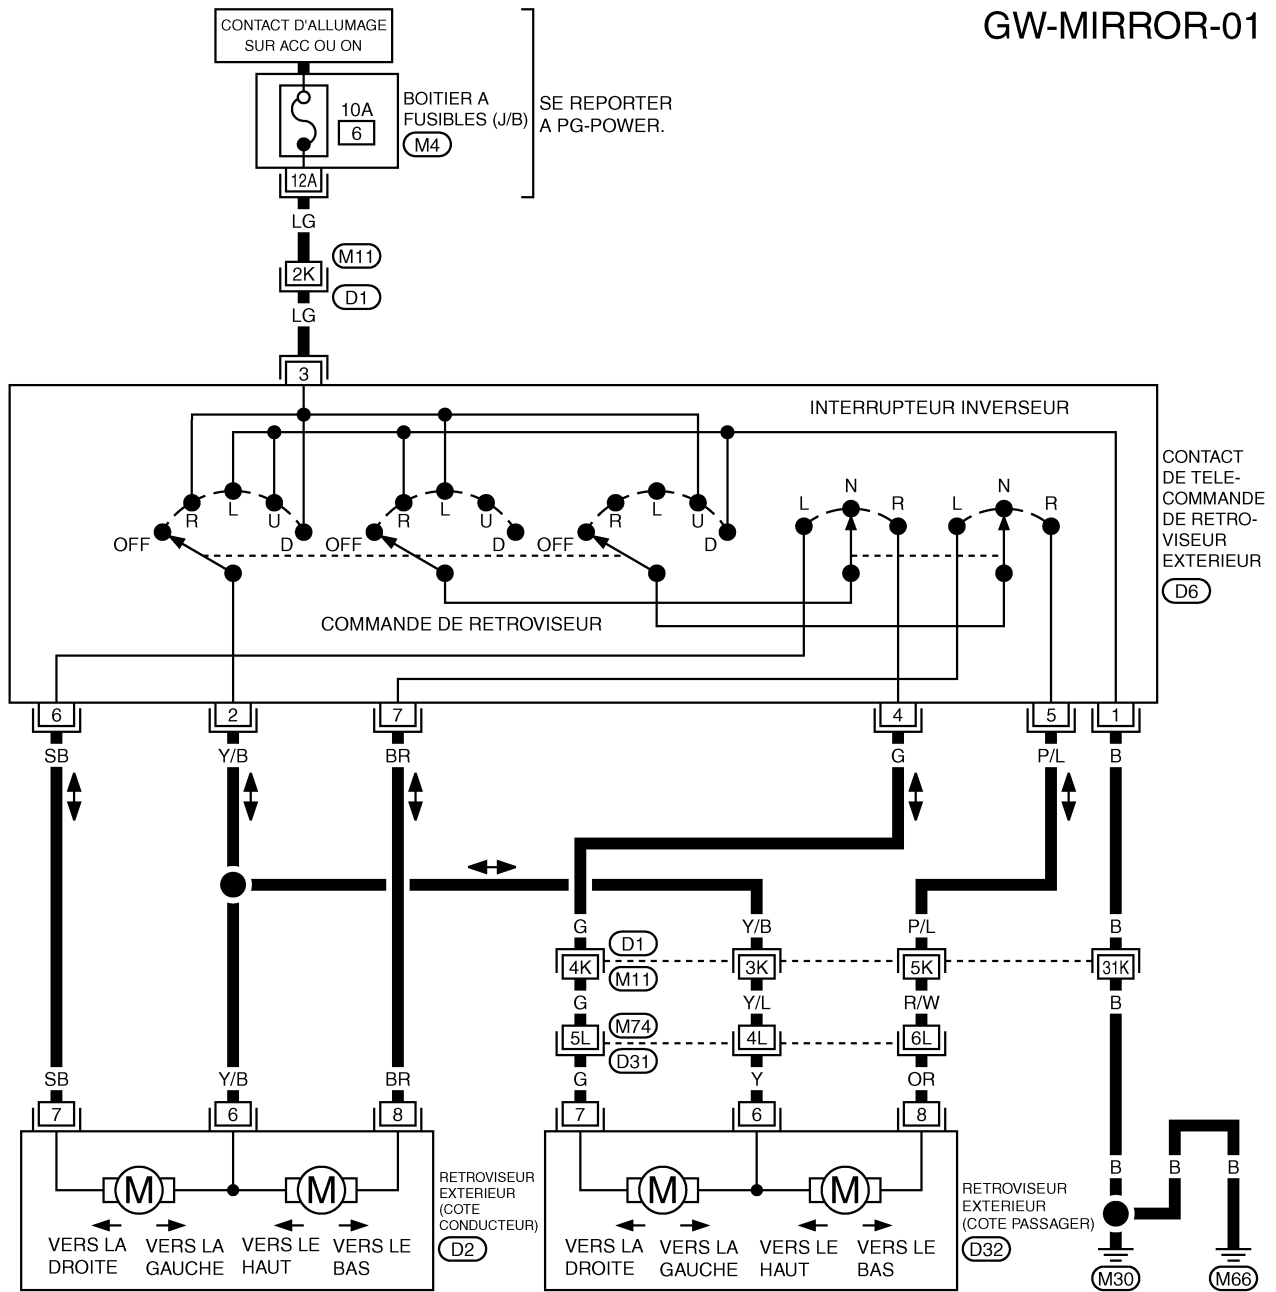 GW-MIRROR-01
CONTACT D'ALLUMAGE
SUR ACC OU ON
10A
6
BOITIER A
FUSIBLES (J/B)
M4
SE REPORTER
A PG-POWER.
12A
LG
M11
2K
D1
LG
3
INTERRUPTEUR INVERSEUR
OFF
R
L
U
D
OFF
R
L
U
D
OFF
R
L
U
D
L
N
R
L
N
R
COMMANDE DE RETROVISEUR
CONTACT
DE TELE-
COMMANDE
DE RETRO-
VISEUR
EXTERIEUR
D6
6
2
7
4
5
1
SB
Y/B
BR
G
P/L
B
G
Y/B
P/L
B
D1
4K
3K
5K
31K
M11
G
Y/L
R/W
B
M74
5L
4L
6L
D31
SB
Y/B
BR
G
Y
OR
7
6
8
7
6
8
M
M
M
M
RETROVISEUR
EXTERIEUR
(COTE
CONDUCTEUR)
D2
RETROVISEUR
EXTERIEUR
(COTE PASSAGER)
D32
VERS LA
DROITE
VERS LA
GAUCHE
VERS LE
HAUT
VERS LE
BAS
VERS LA
DROITE
VERS LA
GAUCHE
VERS LE
HAUT
VERS LE
BAS
B
B
B
M30
M66